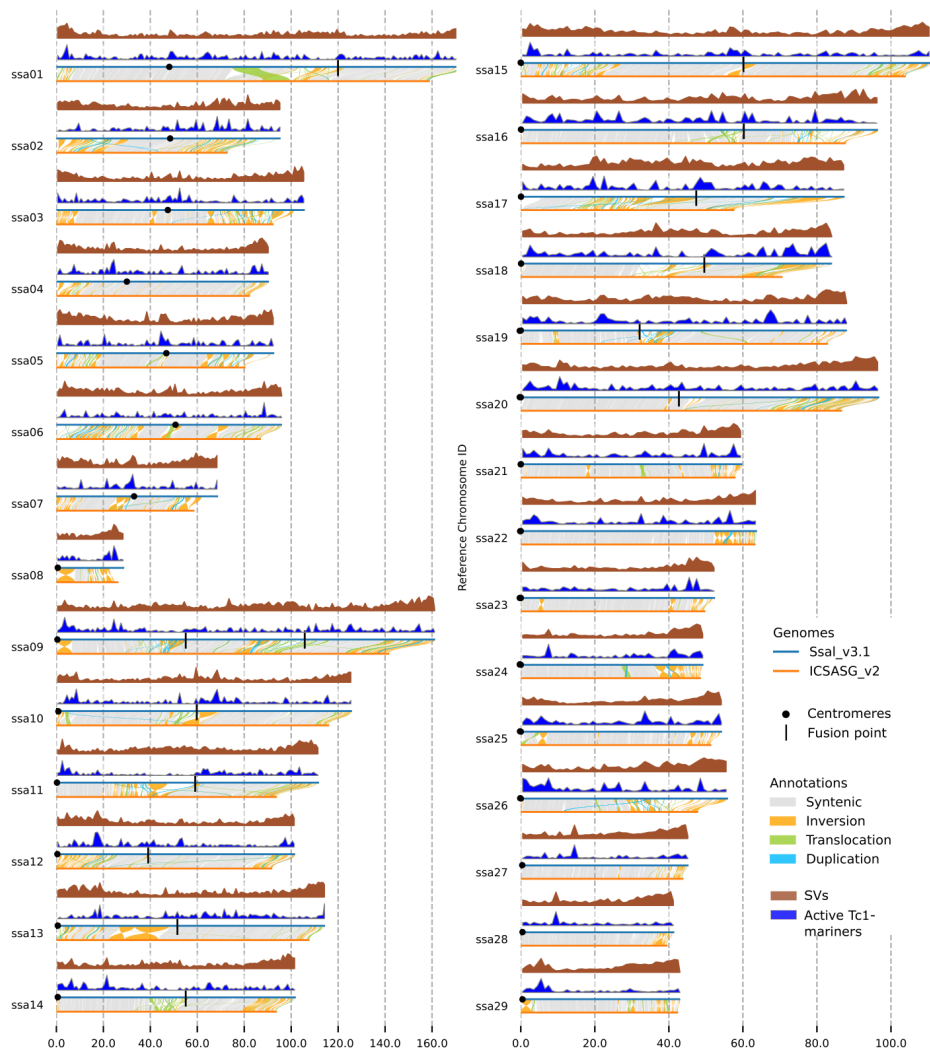 ssa01
ssa02
ssa03
ssa04
ssa05
ssa06
ssa07
ssa08
ssa09
ssa10
ssa11
ssa12
ssa13
ssa14
0.0 20.0 40.0 60.0 80.0 100.0 120.0 140.0 160.0
Reference Chromosome ID
ssa15
ssa16
ssa17
ssa18
ssa19
ssa20
ssa21
ssa22
ssa23
ssa24
ssa25
ssa26
ssa27
ssa28
ssa29
0.0 20.0 40.0 60.0 80.0 100.0
Genomes
Ssal_v3.1
ICSASG_v2
Centromeres
Fusion point
Annotations
Syntenic
Inversion
Translocation
Duplication
SVs
Active Tc1-
mariners